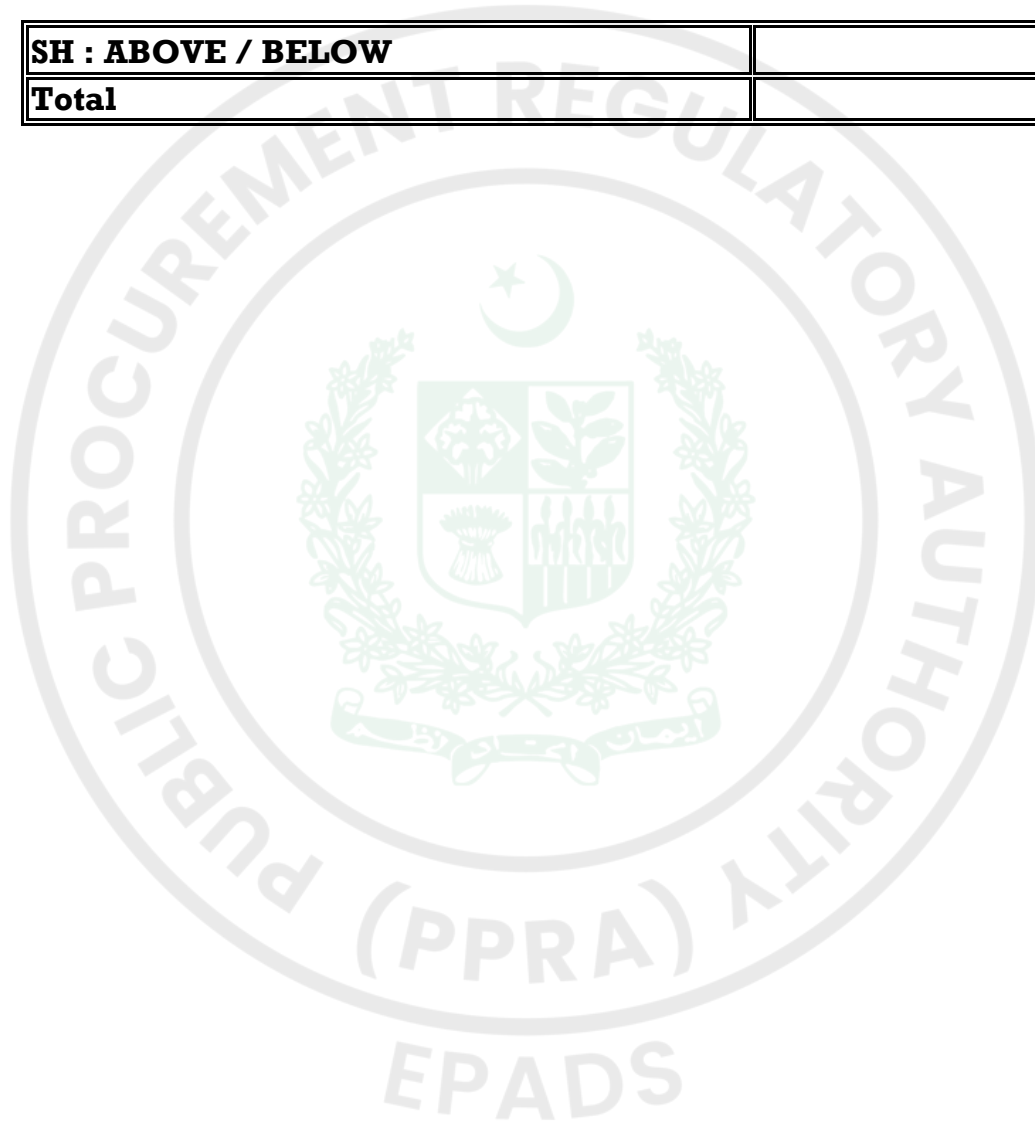 SH : ABOVE / BELOW
Total
PUBLIC PROCUREMENT REGULATORY AUTHORITY
(PPRA)
EPADS